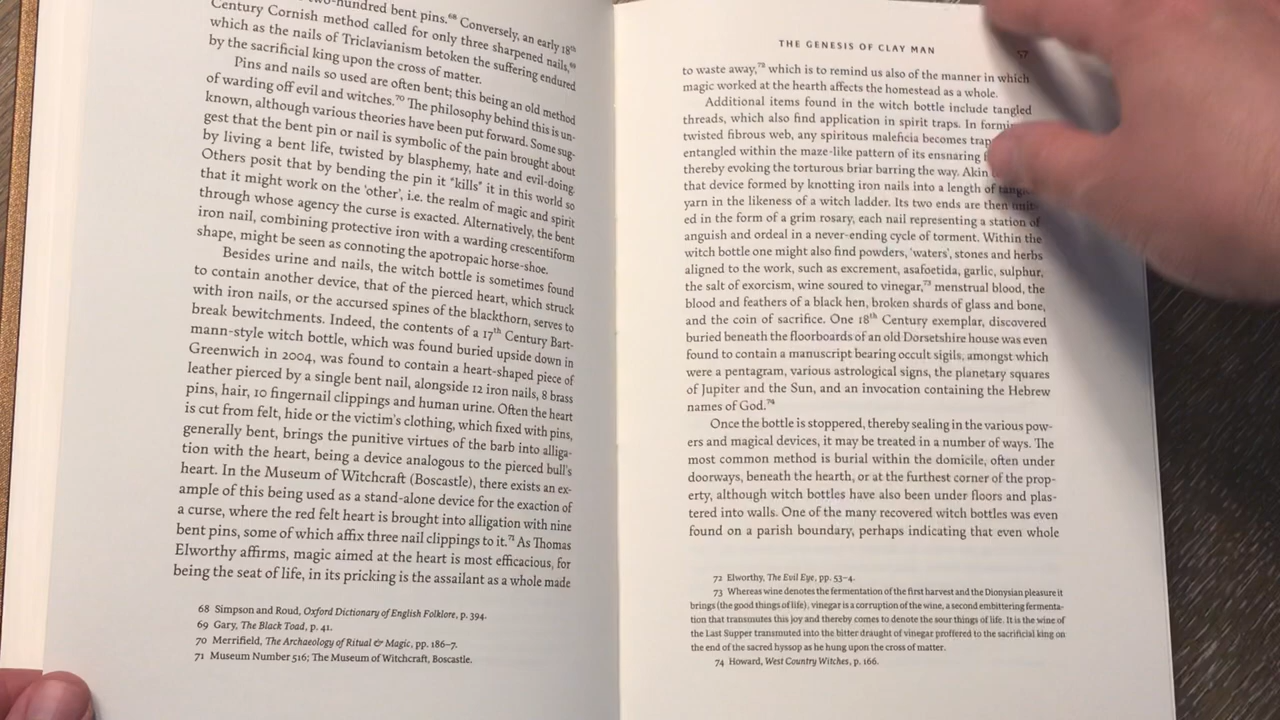 two-hundred bent pins.⁶⁸ Conversely, an early 18th
Century Cornish method called for only three sharpened nails,⁶⁹
which as the nails of Triclavianism betoken the suffering endured
by the sacrificial king upon the cross of matter.
Pins and nails so used are often bent; this being an old method
of warding off evil and witches.⁷⁰ The philosophy behind this is un-
known, although various theories have been put forward. Some sug-
gest that the bent pin or nail is symbolic of the pain brought about
by living a bent life, twisted by blasphemy, hate and evil-doing.
Others posit that by bending the pin it "kills" it in this world so
that it might work on the 'other', i.e. the realm of magic and spirit
through whose agency the curse is exacted. Alternatively, the bent
iron nail, combining protective iron with a warding crescentiform
shape, might be seen as connoting the apotropaic horse-shoe.
Besides urine and nails, the witch bottle is sometimes found
to contain another device, that of the pierced heart, which struck
with iron nails, or the accursed spines of the blackthorn, serves to
break bewitchments. Indeed, the contents of a 17th Century Bart-
mann-style witch bottle, which was found buried upside down in
Greenwich in 2004, was found to contain a heart-shaped piece of
leather pierced by a single bent nail, alongside 12 iron nails, 8 brass
pins, hair, 10 fingernail clippings and human urine. Often the heart
is cut from felt, hide or the victim's clothing, which fixed with pins,
generally bent, brings the punitive virtues of the barb into alliga-
tion with the heart, being a device analogous to the pierced bull's
heart. In the Museum of Witchcraft (Boscastle), there exists an ex-
ample of this being used as a stand-alone device for the exaction of
a curse, where the red felt heart is brought into alligation with nine
bent pins, some of which affix three nail clippings to it.⁷¹ As Thomas
Elworthy affirms, magic aimed at the heart is most efficacious, for
being the seat of life, in its pricking is the assailant as a whole made
68 Simpson and Roud, Oxford Dictionary of English Folklore, p. 394.
69 Gary, The Black Toad, p. 41.
70 Merrifield, The Archaeology of Ritual & Magic, pp. 186–7.
71 Museum Number 516; The Museum of Witchcraft, Boscastle.
THE GENESIS OF CLAY MAN 57
to waste away,⁷² which is to remind us also of the manner in which
magic worked at the hearth affects the homestead as a whole.
Additional items found in the witch bottle include tangled
threads, which also find application in spirit traps. In forming
twisted fibrous web, any spiritous maleficia becomes
entangled within the maze-like pattern of its ensnaring
thereby evoking the torturous briar barring the way. Akin
that device formed by knotting iron nails into a length of
yarn in the likeness of a witch ladder. Its two ends are then unit-
ed in the form of a grim rosary, each nail representing a station of
anguish and ordeal in a never-ending cycle of torment. Within the
witch bottle one might also find powders, 'waters', stones and herbs
aligned to the work, such as excrement, asafoetida, garlic, sulphur,
the salt of exorcism, wine soured to vinegar,⁷³ menstrual blood, the
blood and feathers of a black hen, broken shards of glass and bone,
and the coin of sacrifice. One 18th Century exemplar, discovered
buried beneath the floorboards of an old Dorsetshire house was even
found to contain a manuscript bearing occult sigils, amongst which
were a pentagram, various astrological signs, the planetary squares
of Jupiter and the Sun, and an invocation containing the Hebrew
names of God.⁷⁴
Once the bottle is stoppered, thereby sealing in the various pow-
ers and magical devices, it may be treated in a number of ways. The
most common method is burial within the domicile, often under
doorways, beneath the hearth, or at the furthest corner of the prop-
erty, although witch bottles have also been under floors and plas-
tered into walls. One of the many recovered witch bottles was even
found on a parish boundary, perhaps indicating that even whole
72 Elworthy, The Evil Eye, pp. 53–4.
73 Whereas wine denotes the fermentation of the first harvest and the Dionysian pleasure it
brings (the good things of life), vinegar is a corruption of the wine, a second embittering fermenta-
tion that transmutes this joy and thereby comes to denote the sour things of life. It is the wine of
the Last Supper transmuted into the bitter draught of vinegar proffered to the sacrificial king on
the end of the sacred hyssop as he hung upon the cross of matter.
74 Howard, West Country Witches, p. 166.